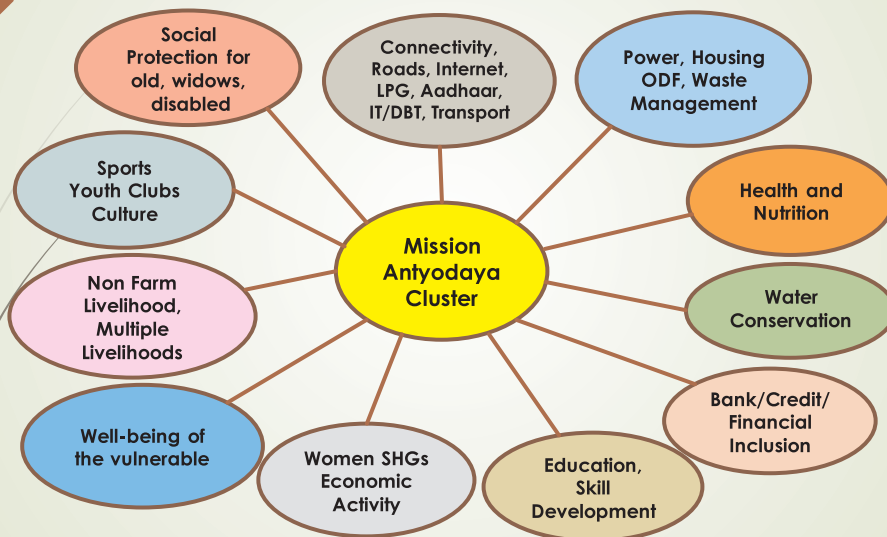 Social
Protection for
old, widows,
disabled
Connectivity,
Roads, Internet,
LPG, Aadhaar,
IT/DBT, Transport
Power, Housing
ODF, Waste
Management
Sports
Youth Clubs
Culture
Health and
Nutrition
Mission
Antyodaya
Cluster
Non Farm
Livelihood,
Multiple
Livelihoods
Water
Conservation
Bank/Credit/
Financial
Inclusion
Well-being of
the vulnerable
Women SHGs
Economic
Activity
Education,
Skill
Development